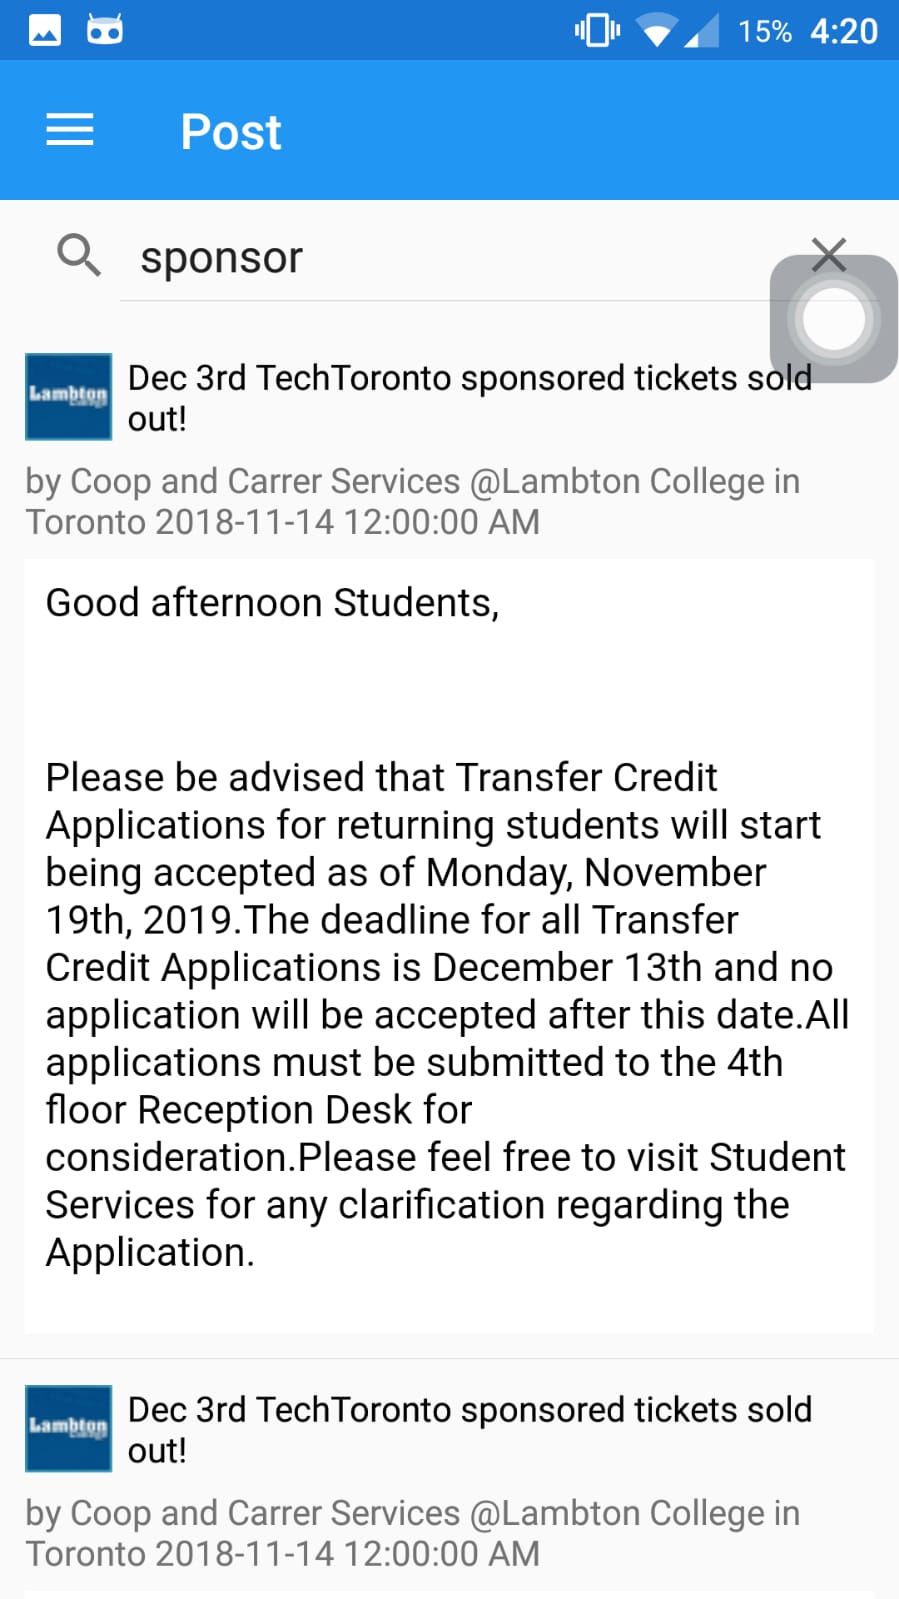 15% 4:20
Post
sponsor
Lambton
College
Dec 3rd TechToronto sponsored tickets sold
out!
by Coop and Carrer Services @Lambton College in
Toronto 2018-11-14 12:00:00 AM
Good afternoon Students,
Please be advised that Transfer Credit
Applications for returning students will start
being accepted as of Monday, November
19th, 2019.The deadline for all Transfer
Credit Applications is December 13th and no
application will be accepted after this date.All
applications must be submitted to the 4th
floor Reception Desk for
consideration.Please feel free to visit Student
Services for any clarification regarding the
Application.
Lambton
College
Dec 3rd TechToronto sponsored tickets sold
out!
by Coop and Carrer Services @Lambton College in
Toronto 2018-11-14 12:00:00 AM